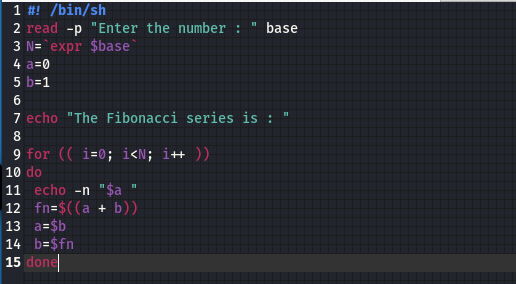 1 #! /bin/sh
2 read -p "Enter the number : " base
3 N=`expr $base`
4 a=0
5 b=1
6
7 echo "The Fibonacci series is : "
8
9 for (( i=0; i<N; i++ ))
10 do
11  echo -n "$a "
12  fn=$((a + b))
13  a=$b
14  b=$fn
15 done